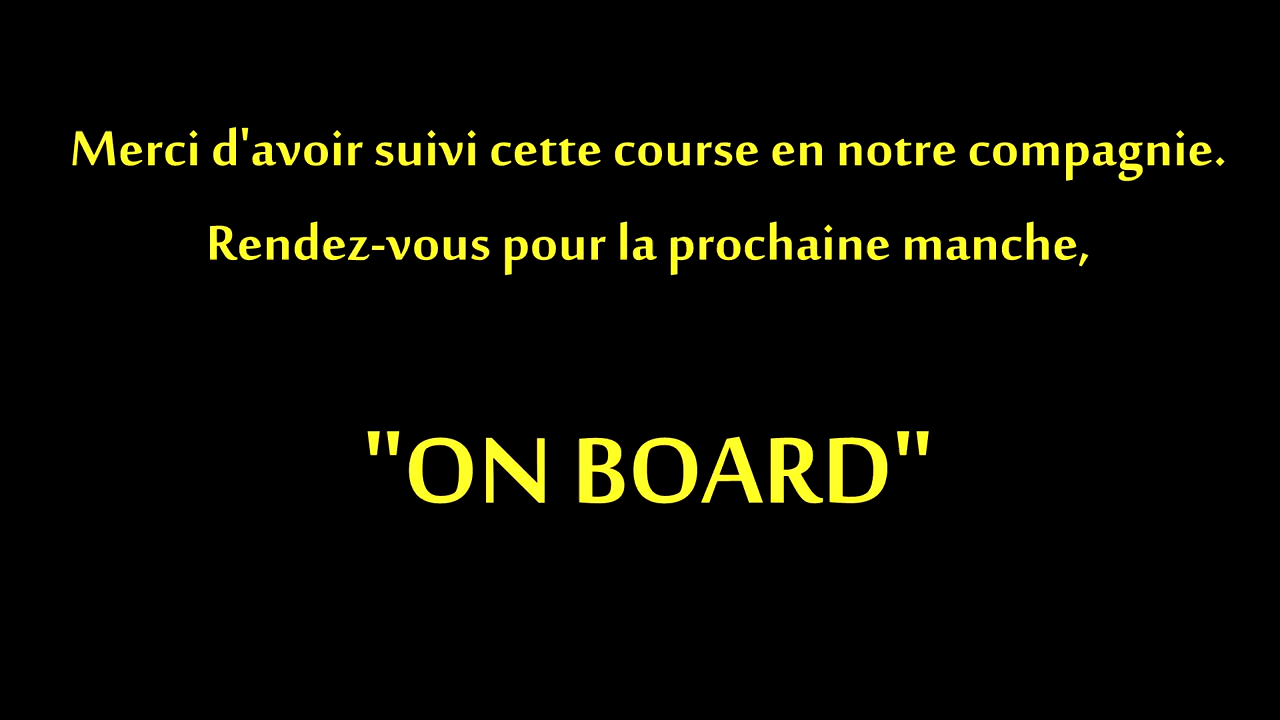 Merci d'avoir suivi cette course en notre compagnie.
Rendez-vous pour la prochaine manche,
"ON BOARD"